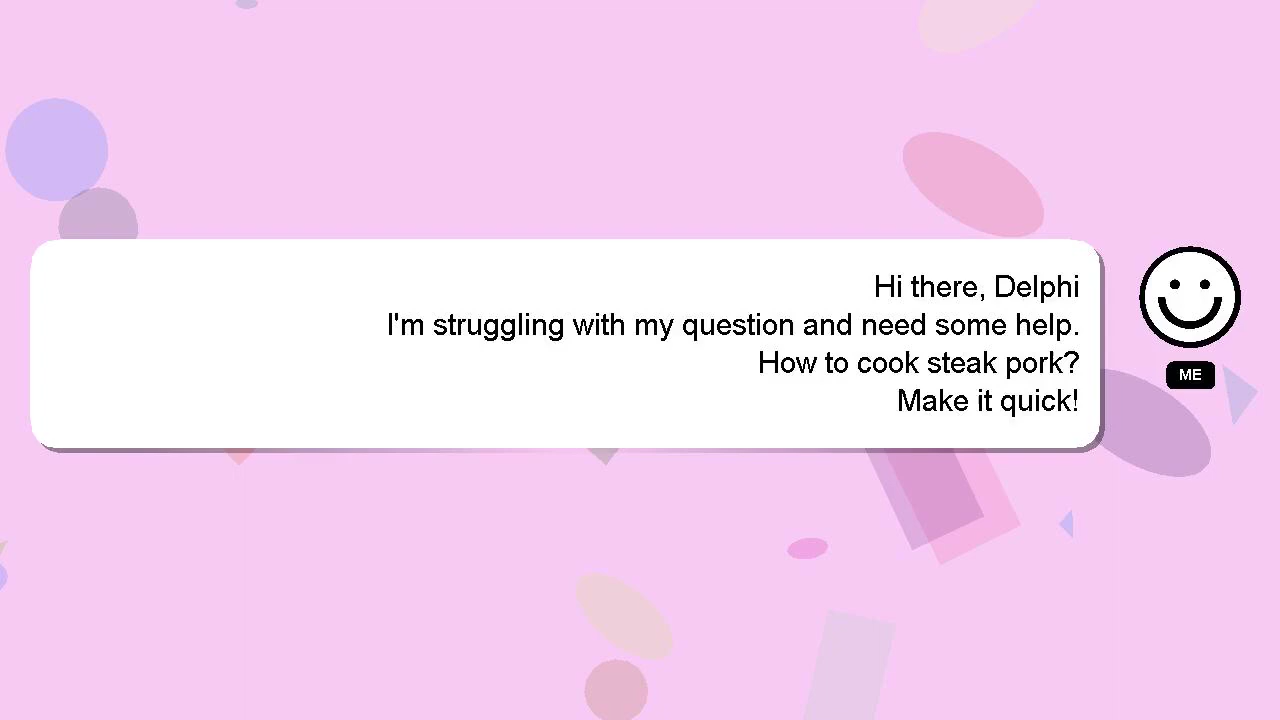 Hi there, Delphi
I'm struggling with my question and need some help.
How to cook steak pork?
Make it quick!
ME